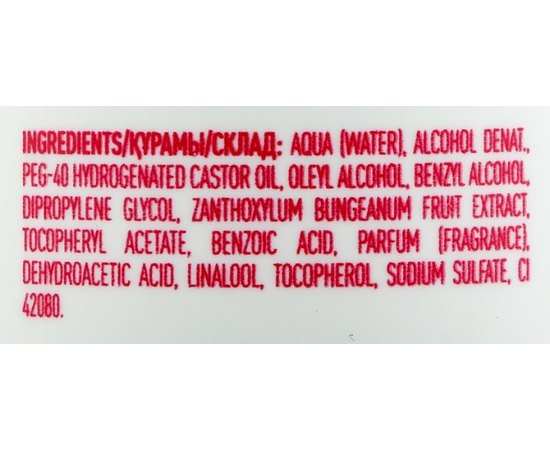 INGREDIENTS/ҚҰРАМЫ/СКЛАД: AQUA (WATER), ALCOHOL DENAT.,
PEG-40 HYDROGENATED CASTOR OIL, OLEYL ALCOHOL, BENZYL ALCOHOL,
DIPROPYLENE GLYCOL, ZANTHOXYLUM BUNGEANUM FRUIT EXTRACT,
TOCOPHERYL ACETATE, BENZOIC ACID, PARFUM (FRAGRANCE),
DEHYDROACETIC ACID, LINALOOL, TOCOPHEROL, SODIUM SULFATE, CI
42080.